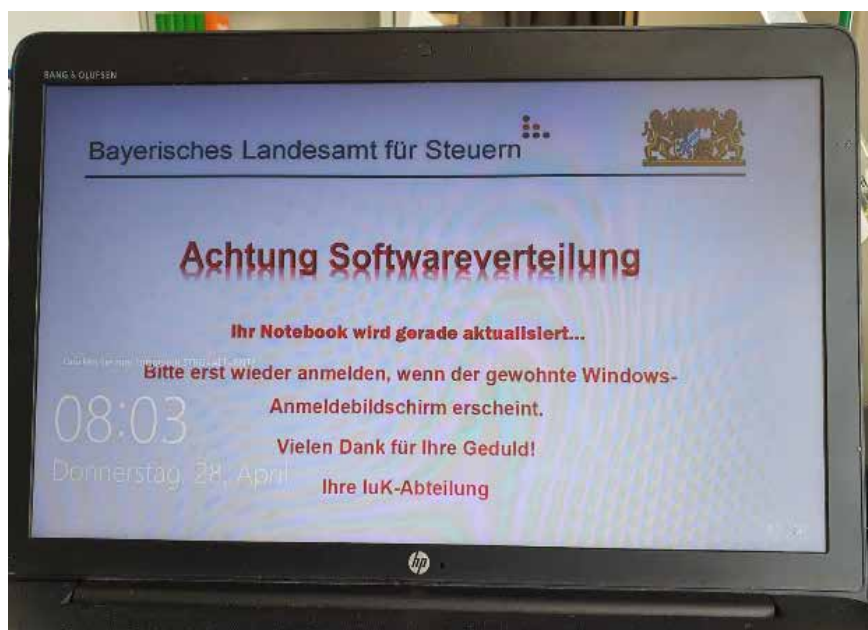 BANG & OLUFSEN
Bayerisches Landesamt für Steuern
Achtung Softwareverteilung
Ihr Notebook wird gerade aktualisiert...
Bitte erst wieder anmelden, wenn der gewohnte Windows-
Anmeldebildschirm erscheint.
08:03
Vielen Dank für Ihre Geduld!
Donnerstag, 28. April
Ihre IuK-Abteilung
hp